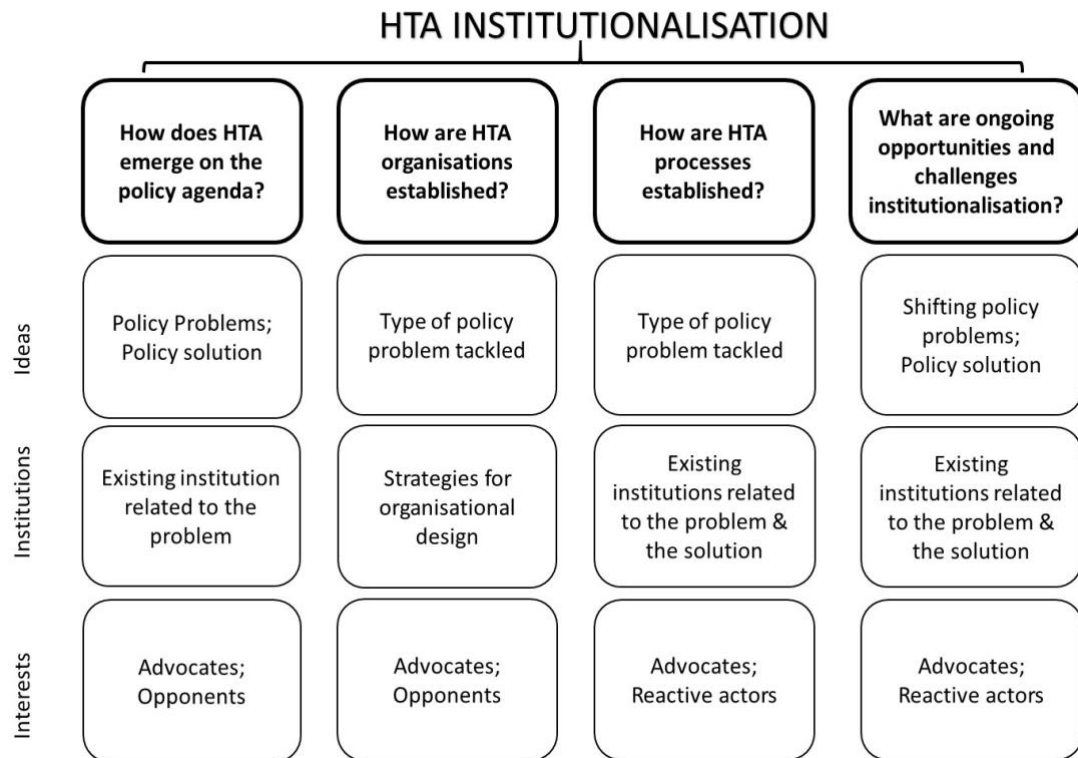 HTA INSTITUTIONALISATION
How does HTA
emerge on the
policy agenda?
How are HTA
organisations
established?
How are HTA
processes
established?
What are ongoing
opportunities and
challenges
institutionalisation?
Ideas
Policy Problems;
Policy solution
Type of policy
problem tackled
Type of policy
problem tackled
Shifting policy
problems;
Policy solution
Institutions
Existing institution
related to the
problem
Strategies for
organisational
design
Existing
institutions related
to the problem &
the solution
Existing
institutions related
to the problem &
the solution
Interests
Advocates;
Opponents
Advocates;
Opponents
Advocates;
Reactive actors
Advocates;
Reactive actors